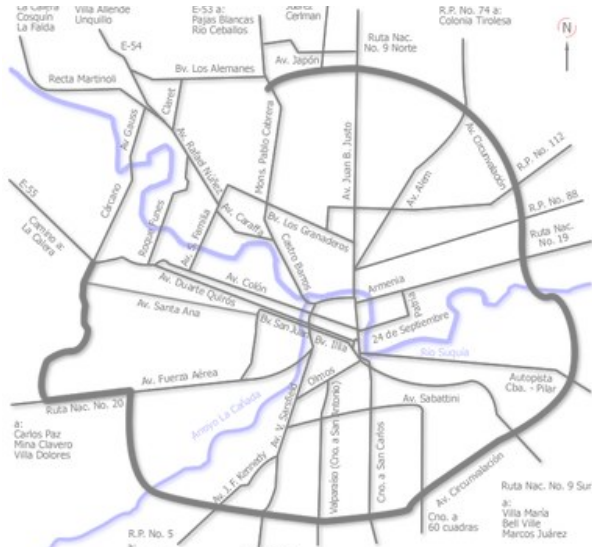 La Calera
Cosquín
La Falda
Villa Allende
Unquillo
E-53 a:
Pajas Blancas
Rio Ceballos
Juárez
Cerlman
Ruta Nac.
No. 9 Norte
R.P. No. 74 a:
Colonia Tirolesa
N
E-54
Bv. Los Alemanes
Av. Japón
Recta Martinoli
Claret
Av. Gauss
Av. Rafael Núñez
Mons. Pablo Cabrera
Av. Juan B. Justo
Av. Circunvalación
R.P. No. 112
Av. Alem
E-55
Cárcano
Roque Funes
Av. S. Familia
Av. Caraffa
Bv. Los Granaderos
R.P. No. 88
Camino a:
La Calera
Castro Barros
Ruta Nac.
No. 19
Av. Colón
Armenia
Av. Duarte Quirós
Patria
Av. Santa Ana
Bv. San Juan
Bv. Illia
24 de Septiembre
Río Suquía
Av. Fuerza Aérea
Olmos
Autopista
Cba. - Pilar
Ruta Nac. No. 20
Arroyo La Cañada
Av. V. Sarsfield
Av. Sabattini
a:
Carlos Paz
Mina Clavero
Villa Dolores
Valparaíso (Cno. a San Antonio)
Cno. a San Carlos
Av. J. F. Kennedy
Av. Circunvalación
Ruta Nac. No. 9 Sur
a:
Villa María
Bell Ville
Marcos Juárez
Cno. a
60 cuadras
R.P. No. 5